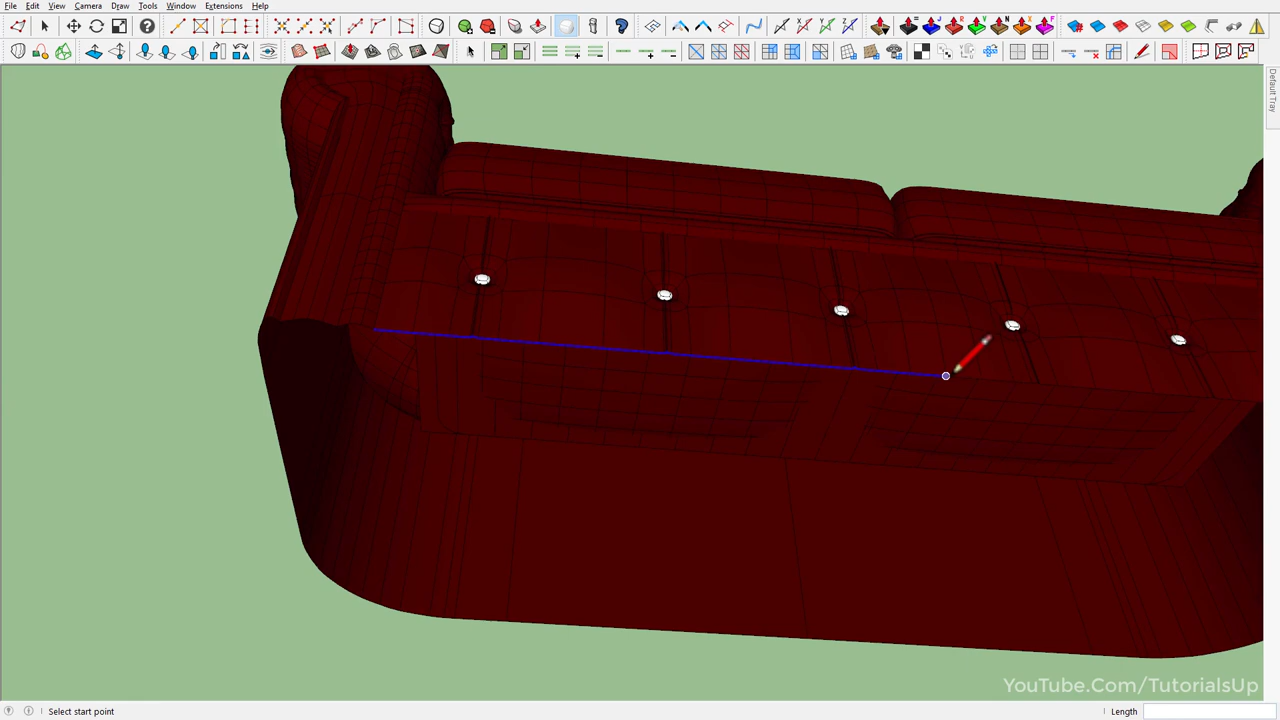 File Edit View Camera Draw Tools Window Extensions Help
Default Tray
YouTube.Com/TutorialsUp
Select start point
Length